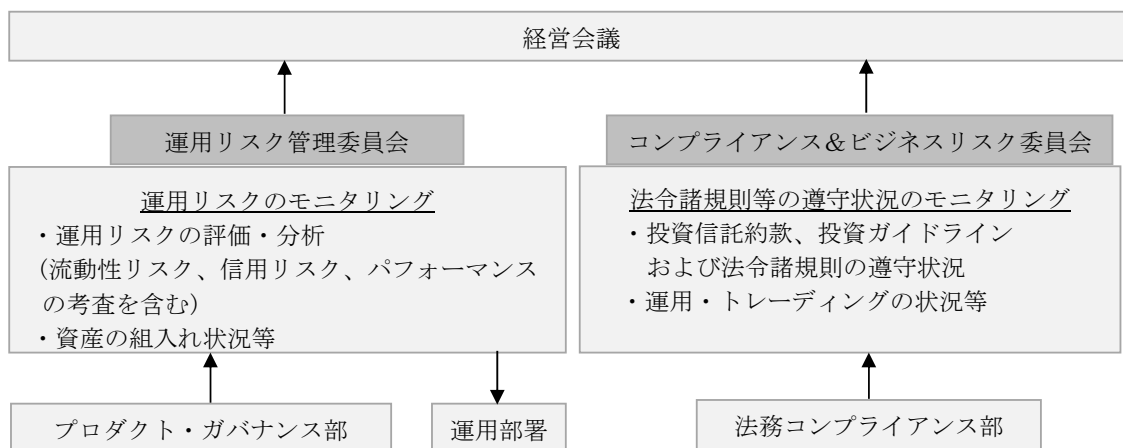 経営会議
運用リスク管理委員会
運用リスクのモニタリング
・運用リスクの評価・分析
（流動性リスク、信用リスク、パフォーマンス
の考査を含む）
・資産の組入れ状況等
コンプライアンス＆ビジネスリスク委員会
法令諸規則等の遵守状況のモニタリング
・投資信託約款、投資ガイドライン
および法令諸規則の遵守状況
・運用・トレーディングの状況等
プロダクト・ガバナンス部
運用部署
法務コンプライアンス部